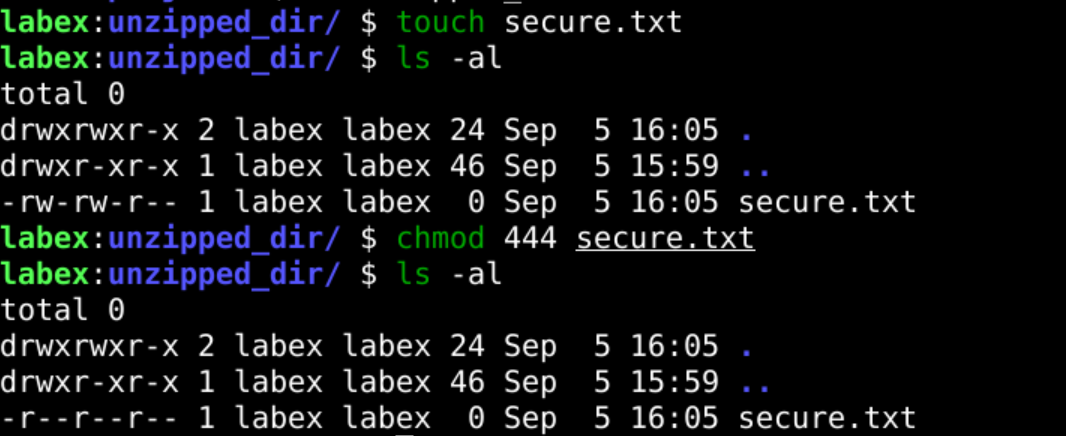 labex:unzipped_dir/ $ touch secure.txt
labex:unzipped_dir/ $ ls -al
total 0
drwxrwxr-x 2 labex labex 24 Sep  5 16:05 .
drwxr-xr-x 1 labex labex 46 Sep  5 15:59 ..
-rw-rw-r-- 1 labex labex  0 Sep  5 16:05 secure.txt
labex:unzipped_dir/ $ chmod 444 secure.txt
labex:unzipped_dir/ $ ls -al
total 0
drwxrwxr-x 2 labex labex 24 Sep  5 16:05 .
drwxr-xr-x 1 labex labex 46 Sep  5 15:59 ..
-r--r--r-- 1 labex labex  0 Sep  5 16:05 secure.txt